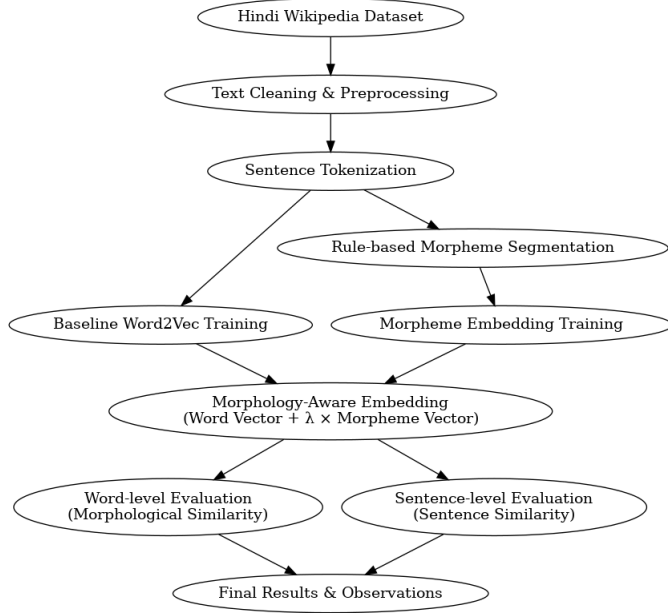 Hindi Wikipedia Dataset
Text Cleaning & Preprocessing
Sentence Tokenization
Rule-based Morpheme Segmentation
Baseline Word2Vec Training
Morpheme Embedding Training
Morphology-Aware Embedding
(Word Vector + λ × Morpheme Vector)
Word-level Evaluation
(Morphological Similarity)
Sentence-level Evaluation
(Sentence Similarity)
Final Results & Observations